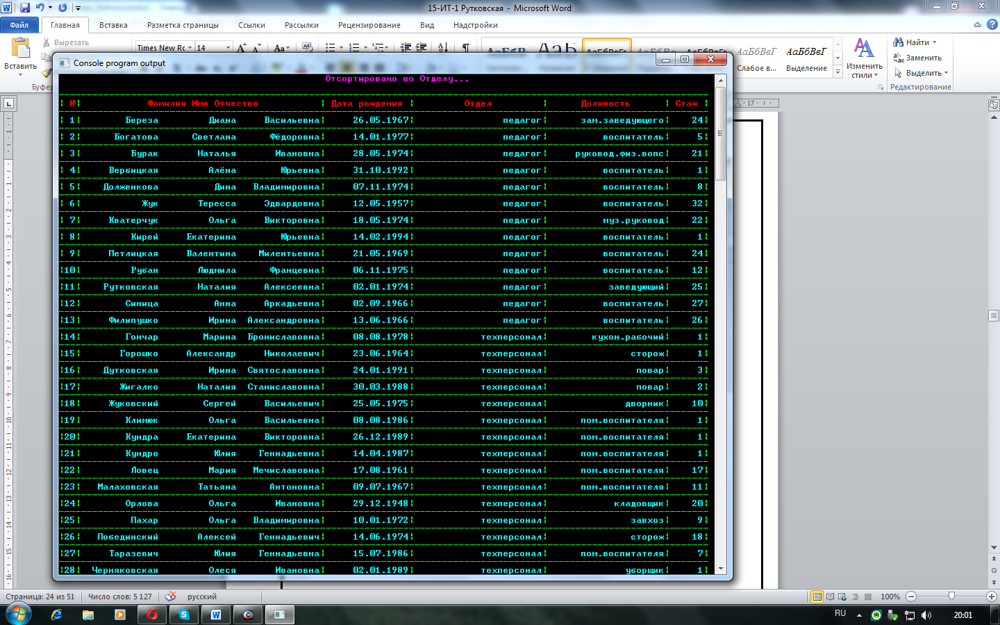 15-ИТ-1 Рутковская - Microsoft Word
Файл Главная Вставка Разметка страницы Ссылки Рассылки Рецензирование Вид Надстройки
Вырезать
Вставить
Times New Rc 14
Слабое в... Выделение
Изменить стили
Найти
Заменить
Выделить
Редактирование
Console program output
Отсортировано по Отделу...
№ Фамилия Имя Отчество Дата рождения Отдел Должность Стаж
1 Береза Диана Васильевна 26.05.1967 педагог зам.заведующего 24
2 Богатова Светлана Фёдоровна 14.01.1977 педагог воспитатель 5
3 Бурак Наталья Ивановна 28.05.1974 педагог руковод.физ.вопс 21
4 Вербицкая Алёна Юрьевна 31.10.1992 педагог воспитатель 1
5 Долженкова Дина Владимировна 07.11.1974 педагог воспитатель 8
6 Жук Тересса Эдвардовна 12.05.1957 педагог воспитатель 32
7 Кватерчук Ольга Викторовна 18.05.1974 педагог муз.руковод 22
8 Кирей Екатерина Юрьевна 14.02.1994 педагог воспитатель 1
9 Петлицкая Валентина Милентьевна 21.05.1969 педагог воспитатель 24
10 Рубан Людмила Францевна 06.11.1975 педагог воспитатель 12
11 Рутковская Наталия Алексеевна 02.01.1974 педагог заведующий 25
12 Синица Анна Аркадьевна 02.09.1966 педагог воспитатель 27
13 Филипушко Ирина Александровна 13.06.1966 педагог воспитатель 26
14 Гончар Марина Брониславовна 08.08.1978 техперсонал кухон.рабочий 1
15 Горошко Александр Николаевич 23.06.1964 техперсонал сторож 1
16 Дутковская Ирина Святославовна 24.01.1991 техперсонал повар 3
17 Жигалко Наталия Станиславовна 30.03.1988 техперсонал повар 2
18 Жуковский Сергей Васильевич 25.05.1975 техперсонал дворник 10
19 Климюк Ольга Васильевна 08.08.1986 техперсонал пом.воспитателя 1
20 Кундра Екатерина Викторовна 26.12.1989 техперсонал пом.воспитателя 1
21 Кундро Юлия Геннадьевна 14.04.1987 техперсонал пом.воспитателя 1
22 Ловец Мария Мечиславовна 17.08.1961 техперсонал пом.воспитателя 17
23 Малаховская Татьяна Антоновна 09.07.1967 техперсонал пом.воспитателя 11
24 Орлова Ольга Ивановна 29.12.1948 техперсонал кладовщик 20
25 Пахар Ольга Владимировна 10.01.1972 техперсонал завхоз 9
26 Побединский Алексей Геннадьевич 14.06.1974 техперсонал сторож 18
27 Таразевич Юлия Геннадьевна 15.07.1986 техперсонал пом.воспитателя 7
28 Черняковская Олеся Ивановна 02.01.1989 техперсонал уборщик 1
Страница: 24 из 51 Число слов: 5 127 русский 100%
RU 20:01